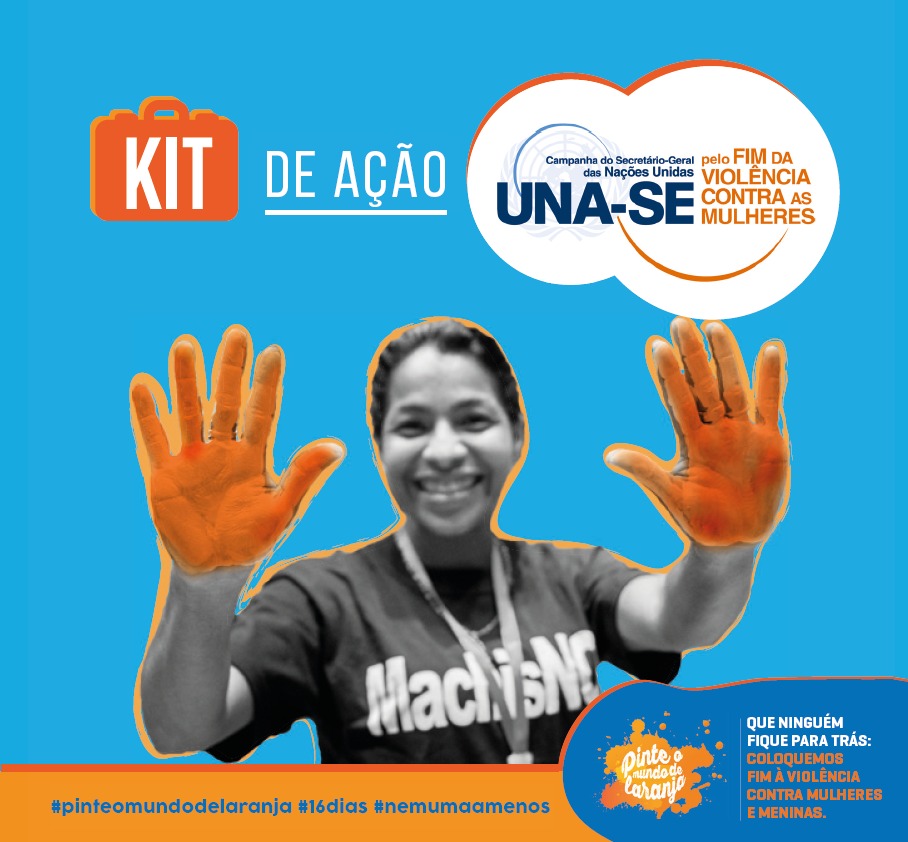 KIT DE AÇÃO
Campanha do Secretário-Geral
das Nações Unidas
UNA-SE
pelo FIM DA
VIOLÊNCIA
CONTRA AS
MULHERES
MachisNO
#pinteomundodelaranja #16dias #nemumaamenos
Pinte o
mundo de
laranja
QUE NINGUÉM
FIQUE PARA TRÁS:
COLOQUEMOS
FIM À VIOLÊNCIA
CONTRA MULHERES
E MENINAS.